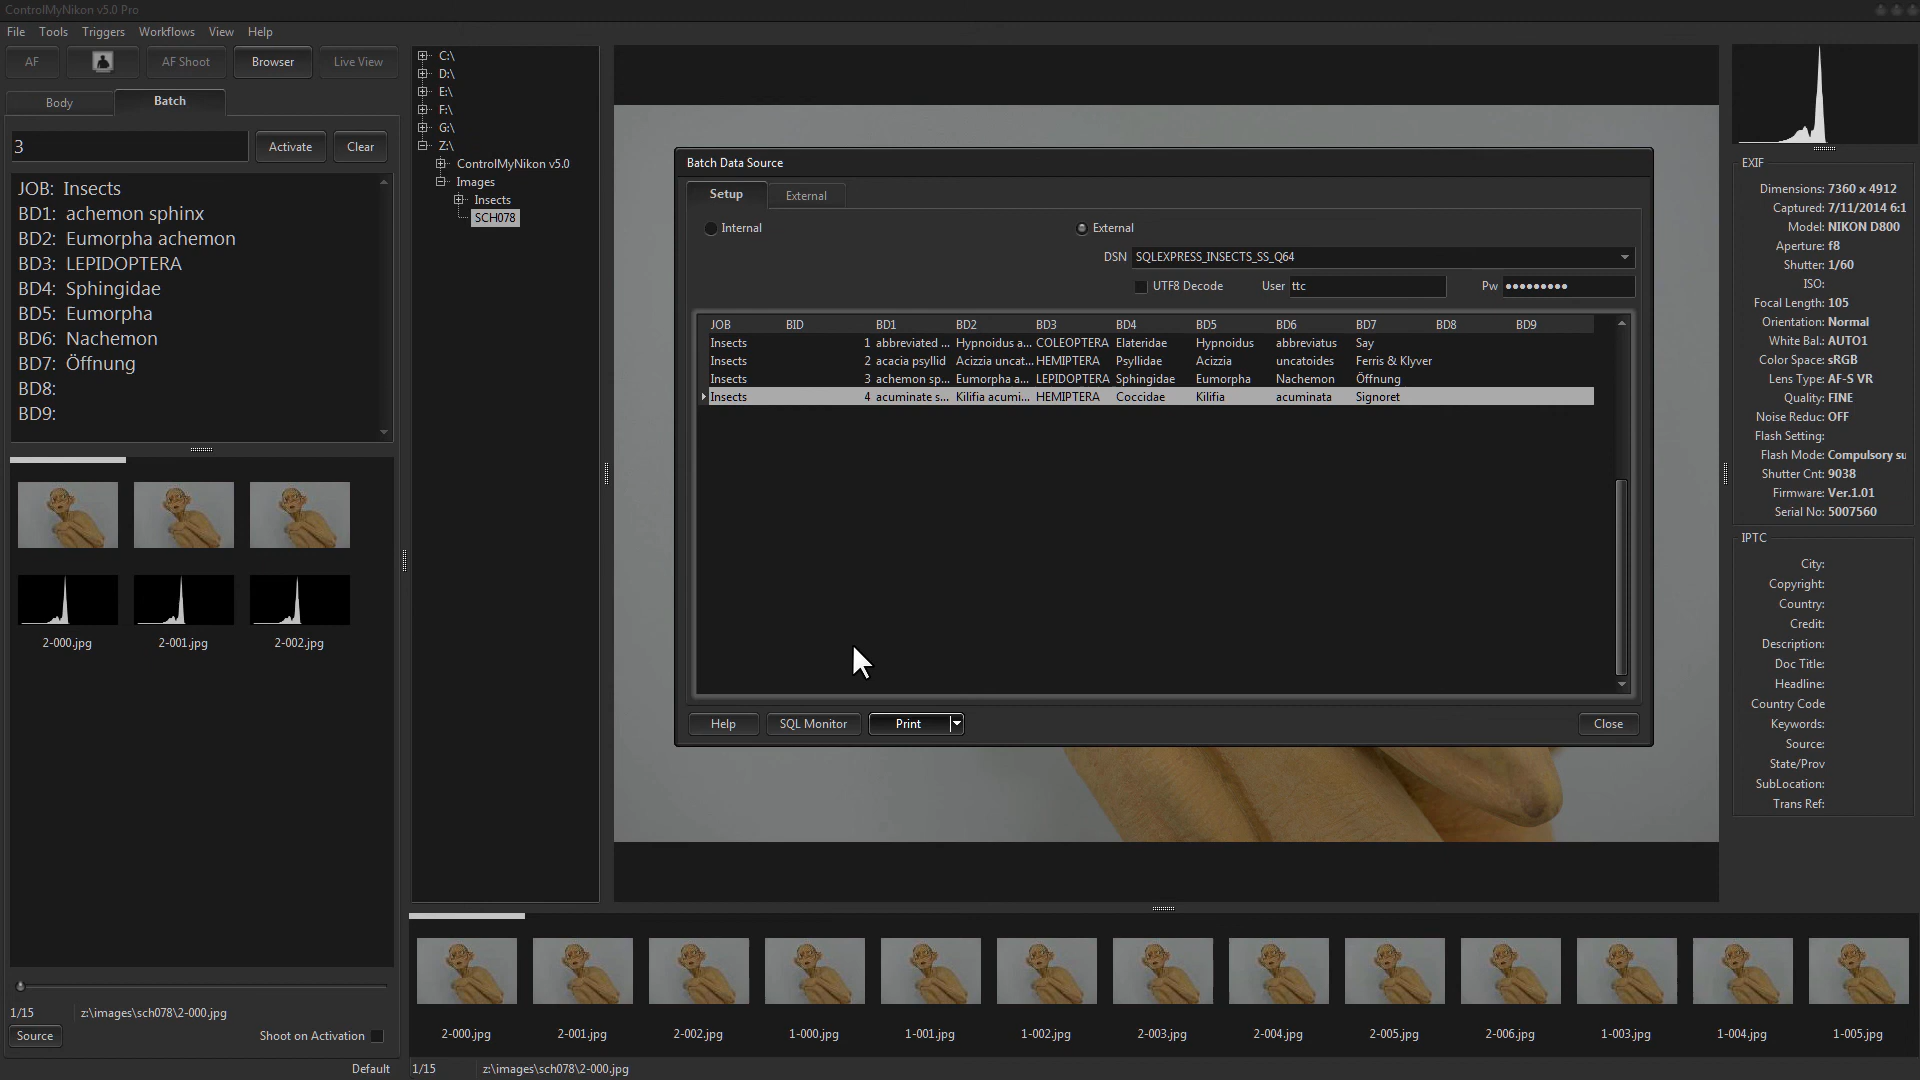 ControlMyNikon v5.0 Pro
File Tools Triggers Workflows View Help
AF AF Shoot Browser Live View
Body Batch
3 Activate Clear
JOB: Insects
BD1: achemon sphinx
BD2: Eumorpha achemon
BD3: LEPIDOPTERA
BD4: Sphingidae
BD5: Eumorpha
BD6: Nachemon
BD7: Öffnung
BD8:
BD9:
2-000.jpg 2-001.jpg 2-002.jpg
1/15 z:\images\sch078\2-000.jpg
Source Shoot on Activation
Default
C:\
D:\
E:\
F:\
G:\
Z:\
ControlMyNikon v5.0
Images
Insects
SCH078
Batch Data Source
Setup External
Internal External
DSN SQLEXPRESS_INSECTS_SS_Q64
UTF8 Decode User ttc Pw •••••••••
JOB BID BD1 BD2 BD3 BD4 BD5 BD6 BD7 BD8 BD9
Insects 1 abbreviated ... Hypnoidus a... COLEOPTERA Elateridae Hypnoidus abbreviatus Say
Insects 2 acacia psyllid Acizzia uncat... HEMIPTERA Psyllidae Acizzia uncatoides Ferris & Klyver
Insects 3 achemon sp... Eumorpha a... LEPIDOPTERA Sphingidae Eumorpha Nachemon Öffnung
Insects 4 acuminate s... Kilifia acumi... HEMIPTERA Coccidae Kilifia acuminata Signoret
Help SQL Monitor Print Close
2-000.jpg 2-001.jpg 2-002.jpg 1-000.jpg 1-001.jpg 1-002.jpg 2-003.jpg 2-004.jpg 2-005.jpg 2-006.jpg 1-003.jpg 1-004.jpg 1-005.jpg
1/15 z:\images\sch078\2-000.jpg
EXIF
Dimensions: 7360 x 4912
Captured: 7/11/2014 6:1
Model: NIKON D800
Aperture: f8
Shutter: 1/60
ISO:
Focal Length: 105
Orientation: Normal
White Bal.: AUTO1
Color Space: sRGB
Lens Type: AF-S VR
Quality: FINE
Noise Reduc: OFF
Flash Setting:
Flash Mode: Compulsory su
Shutter Cnt: 9038
Firmware: Ver.1.01
Serial No: 5007560
IPTC
City:
Copyright:
Country:
Credit:
Description:
Doc Title:
Headline:
Country Code
Keywords:
Source:
State/Prov
SubLocation:
Trans Ref: